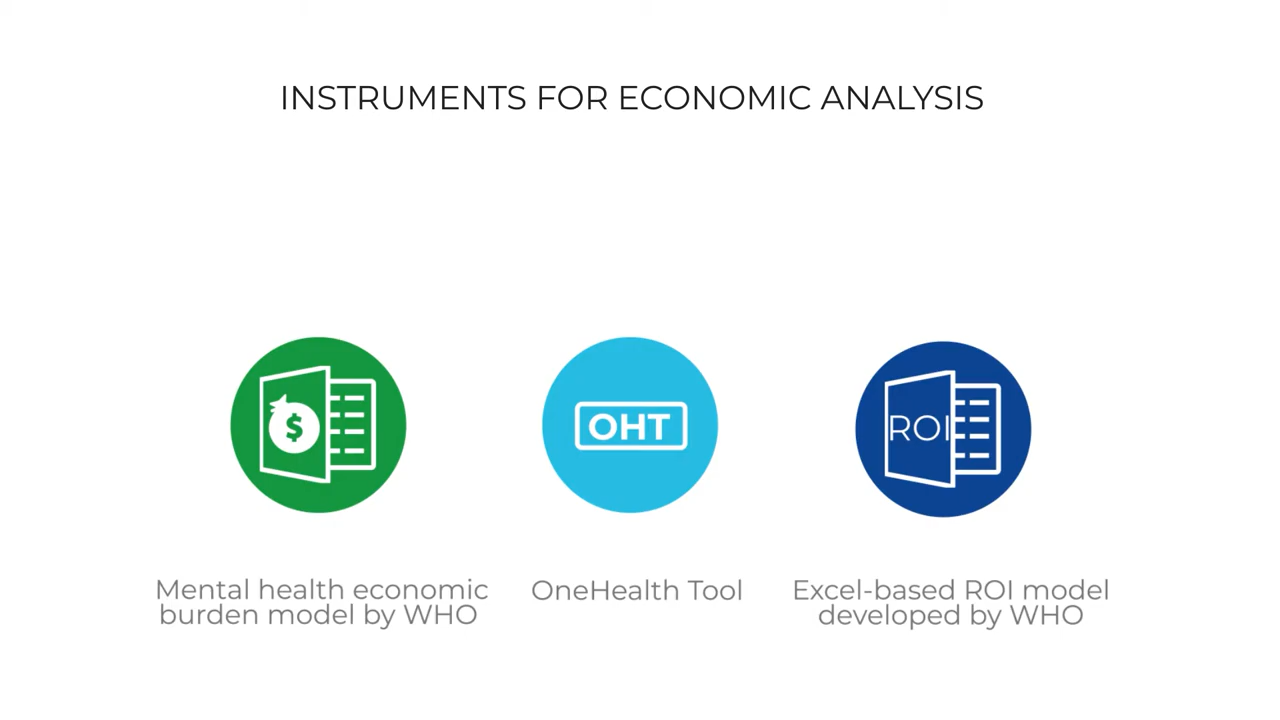 INSTRUMENTS FOR ECONOMIC ANALYSIS
$
OHT
ROI
Mental health economic
burden model by WHO
OneHealth Tool
Excel-based ROI model
developed by WHO